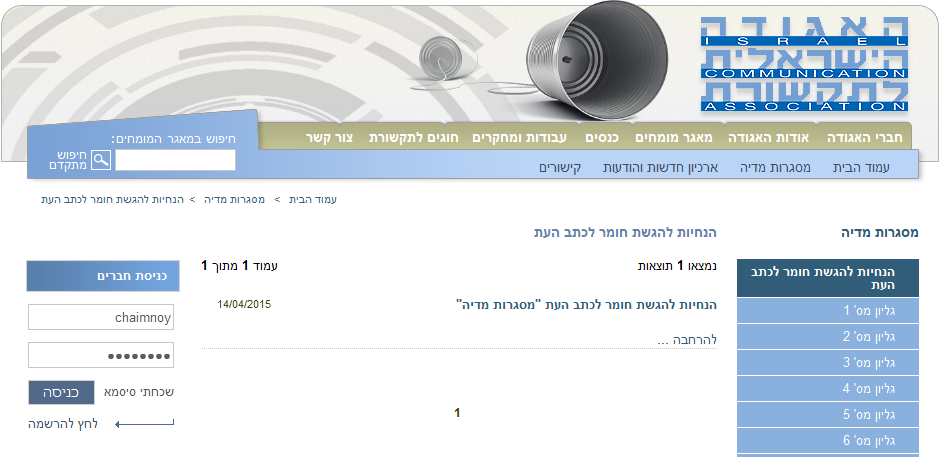 האגודה
ISRAEL
הישראלית
COMMUNICATION
לתקשורת
ASSOCIATION
חברי האגודה
אודות האגודה
מאגר מומחים
כנסים
עבודות ומחקרים
חוגים לתקשורת
צור קשר
חיפוש במאגר המומחים:
חיפוש
מתקדם
עמוד הבית
מסגרות מדיה
ארכיון חדשות והודעות
קישורים
עמוד הבית > מסגרות מדיה > הנחיות להגשת חומר לכתב העת
מסגרות מדיה
הנחיות להגשת חומר לכתב
העת
גליון מס' 1
גליון מס' 2
גליון מס' 3
גליון מס' 4
גליון מס' 5
גליון מס' 6
הנחיות להגשת חומר לכתב העת
נמצאו 1 תוצאות
עמוד 1 מתוך 1
הנחיות להגשת חומר לכתב העת "מסגרות מדיה"
14/04/2015
להרחבה ...
1
כניסת חברים
chaimnoy
●●●●●●●●
שכחתי סיסמא
כניסה
לחץ להרשמה